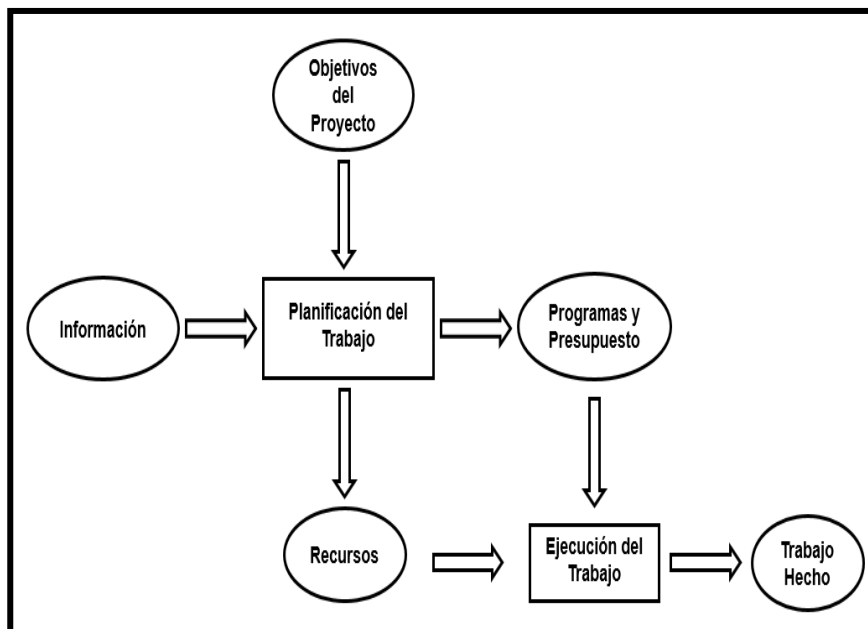 Objetivos
del
Proyecto
Información
Planificación del
Trabajo
Programas y
Presupuesto
Recursos
Ejecución del
Trabajo
Trabajo
Hecho